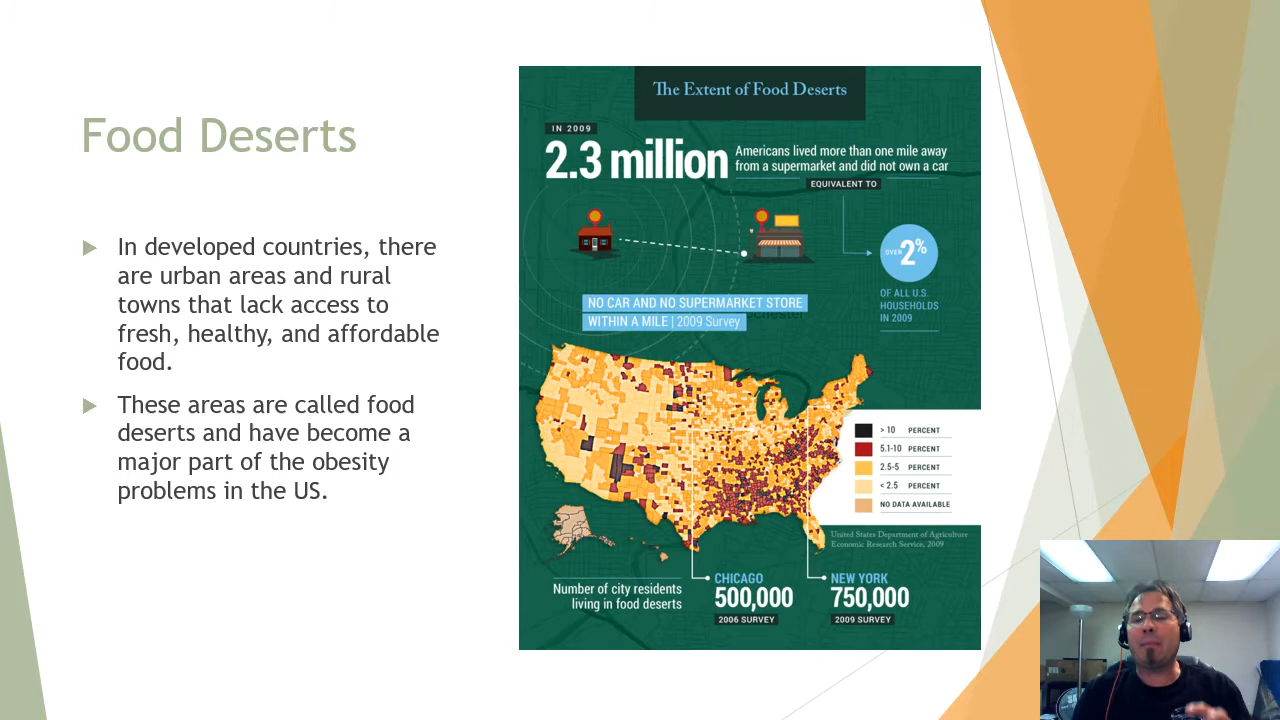 Food Deserts
In developed countries, there
are urban areas and rural
towns that lack access to
fresh, healthy, and affordable
food.
These areas are called food
deserts and have become a
major part of the obesity
problems in the US.
The Extent of Food Deserts
IN 2009
2.3 million
Americans lived more than one mile away
from a supermarket and did not own a car
EQUIVALENT TO
OVER 2%
OF ALL U.S.
HOUSEHOLDS
IN 2009
NO CAR AND NO SUPERMARKET STORE
WITHIN A MILE | 2009 Survey
> 10 PERCENT
5.1-10 PERCENT
2.5-5 PERCENT
< 2.5 PERCENT
NO DATA AVAILABLE
United States Department of Agriculture
Economic Research Service, 2009
Number of city residents
living in food deserts
CHICAGO
500,000
2006 SURVEY
NEW YORK
750,000
2009 SURVEY